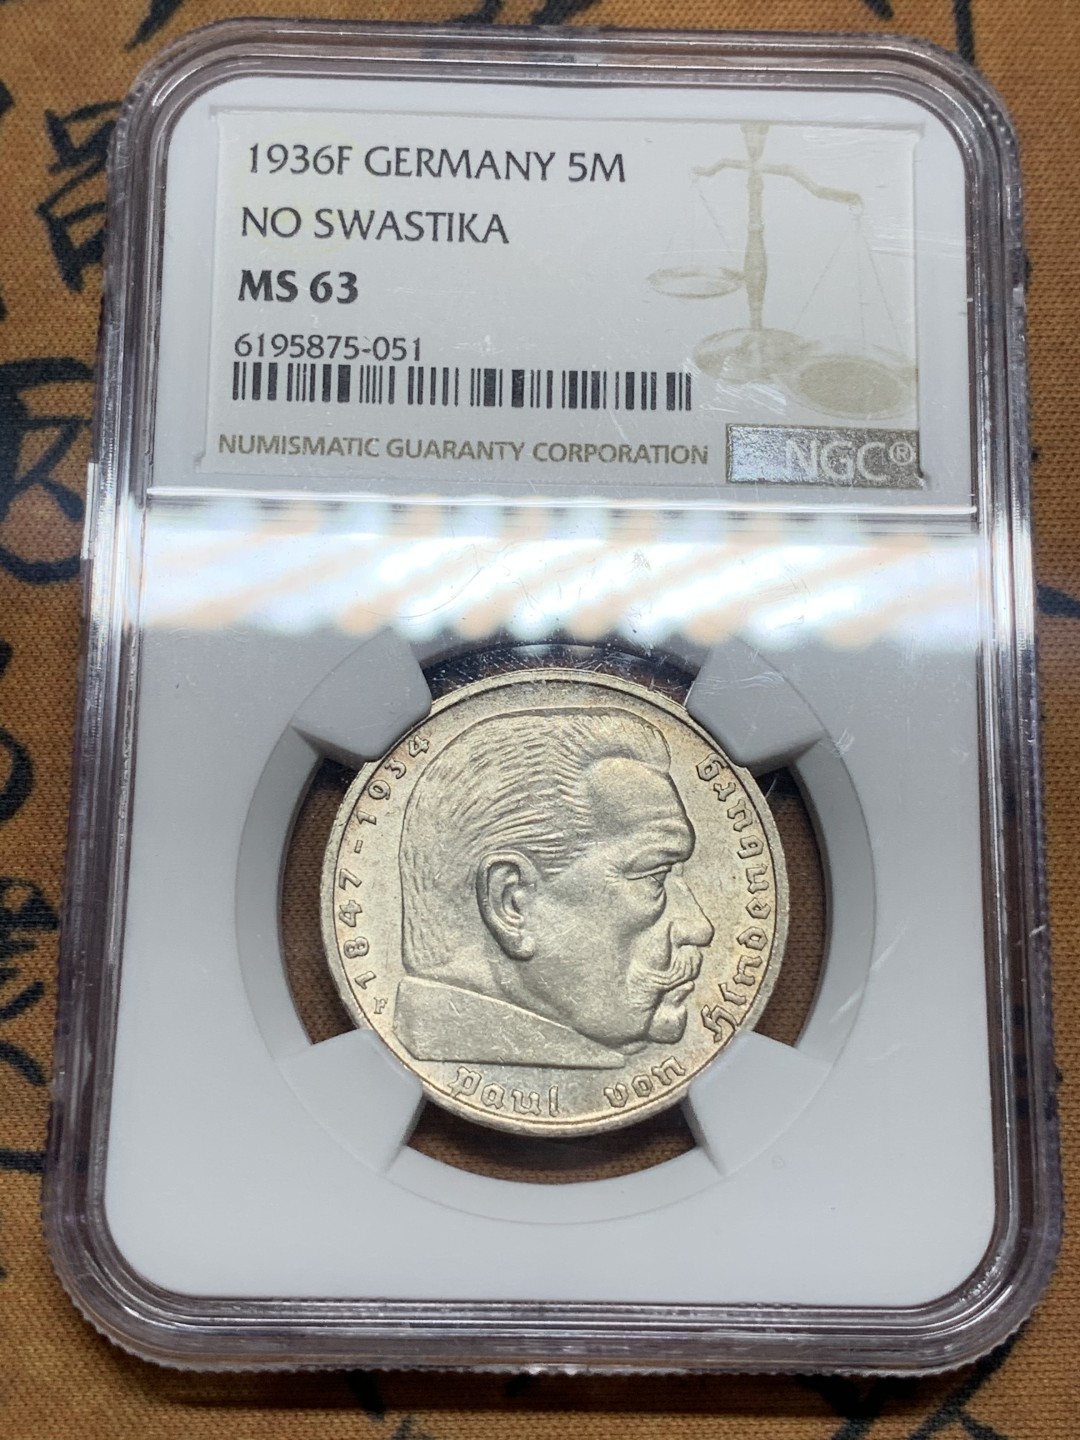 1936F GERMANY 5M
NO SWASTIKA
MS 63
6195875-051
NUMISMATIC GUARANTY CORPORATION
NGC®
1847-1934
F
Paul von Hindenburg